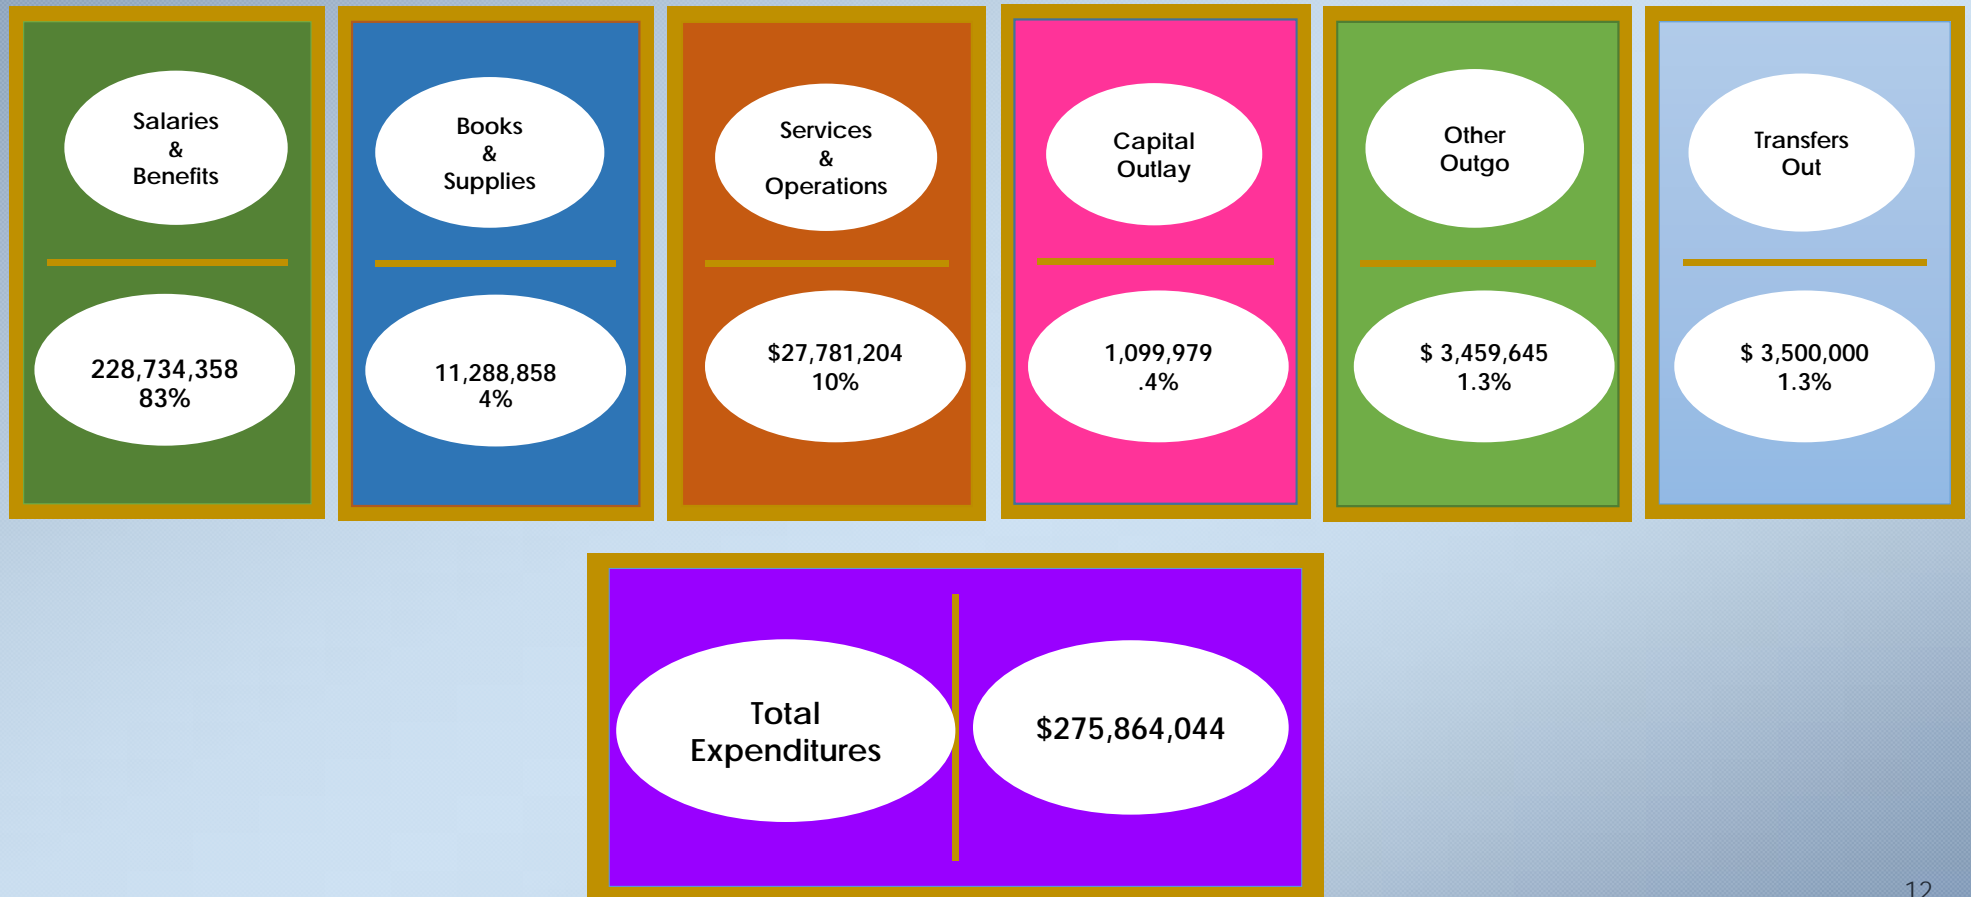 Salaries
&
Benefits
228,734,358
83%
Books
&
Supplies
11,288,858
4%
Services
&
Operations
$27,781,204
10%
Capital
Outlay
1,099,979
.4%
Other
Outgo
$ 3,459,645
1.3%
Transfers
Out
$ 3,500,000
1.3%
Total
Expenditures
$275,864,044
12